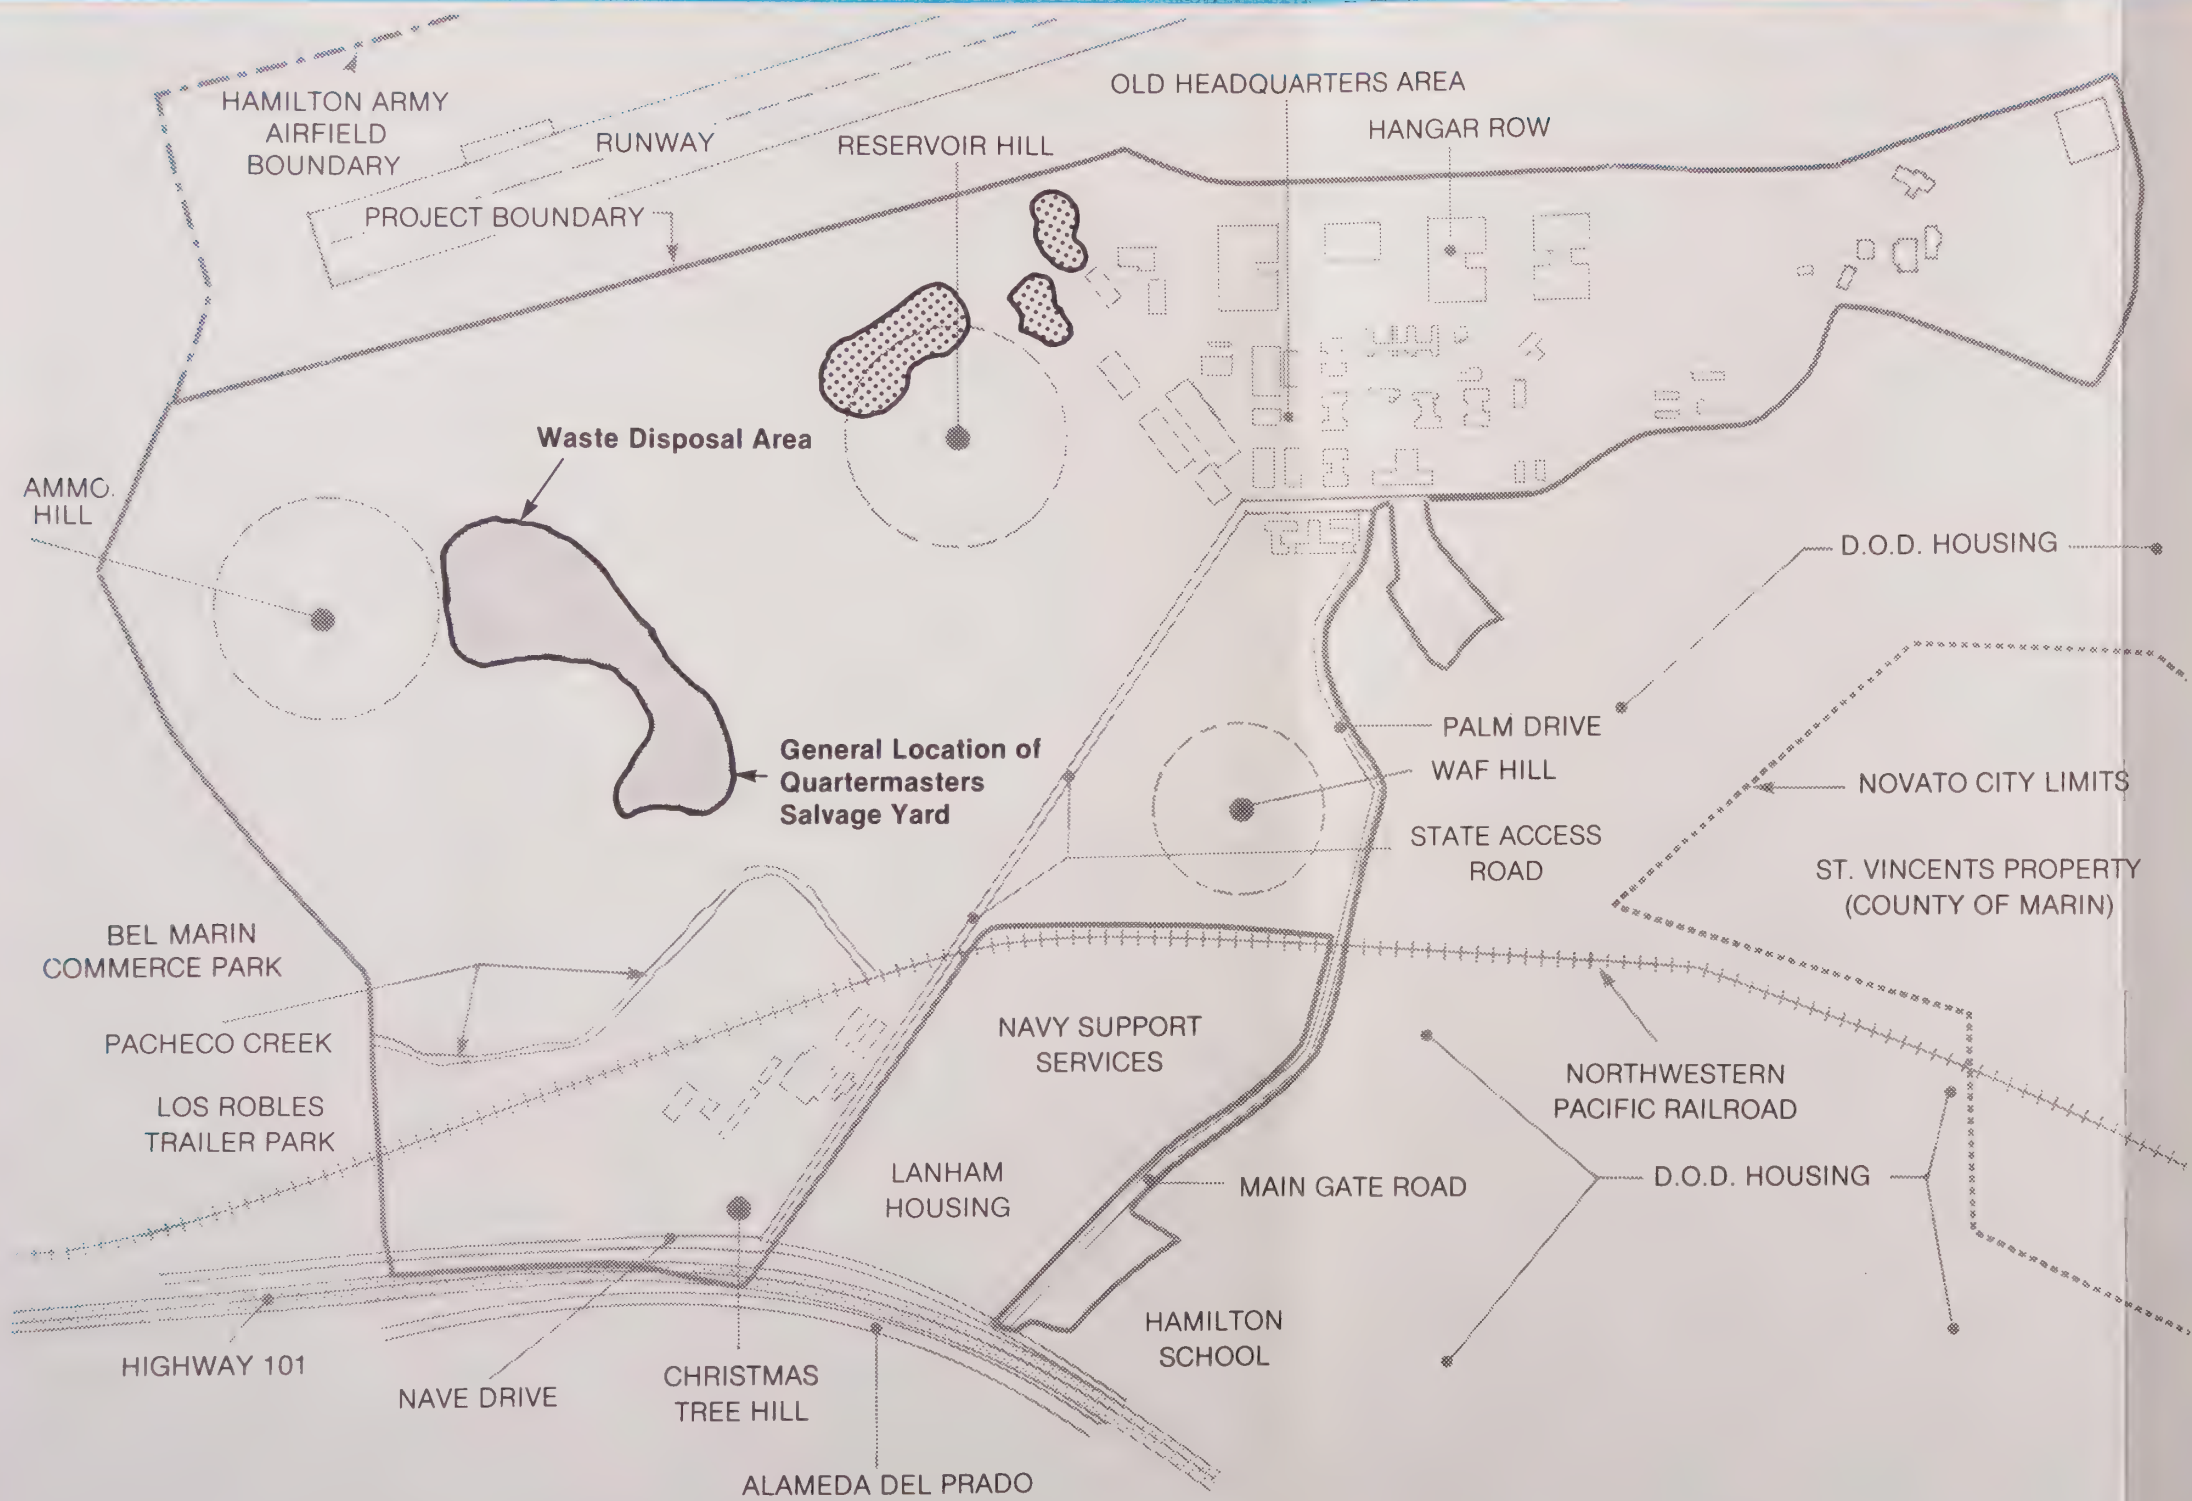 OLD HEADQUARTERS AREA
HAMILTON ARMY
AIRFIELD
BOUNDARY
RUNWAY
RESERVOIR HILL
HANGAR ROW
PROJECT BOUNDARY
Waste Disposal Area
AMMO.
HILL
D.O.D. HOUSING
General Location of
Quartermasters
Salvage Yard
PALM DRIVE
WAF HILL
NOVATO CITY LIMITS
STATE ACCESS
ROAD
ST. VINCENTS PROPERTY
(COUNTY OF MARIN)
BEL MARIN
COMMERCE PARK
PACHECO CREEK
NAVY SUPPORT
SERVICES
NORTHWESTERN
PACIFIC RAILROAD
LOS ROBLES
TRAILER PARK
LANHAM
HOUSING
MAIN GATE ROAD
D.O.D. HOUSING
HAMILTON
SCHOOL
HIGHWAY 101
NAVE DRIVE
CHRISTMAS
TREE HILL
ALAMEDA DEL PRADO